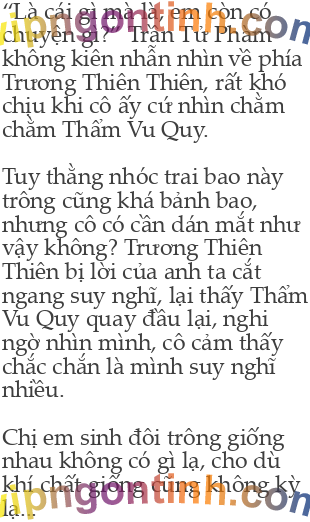 “Là cái gì mà là, em còn có
chuyện gì?” Trần Tư Phàm
không kiên nhẫn nhìn về phía
Trương Thiên Thiên, rất khó
chịu khi cô ấy cứ nhìn chằm
chằm Thẩm Vu Quy.
Tuy thằng nhóc trai bao này
trông cũng khá bảnh bao,
nhưng cô có cần dán mắt như
vậy không? Trương Thiên
Thiên bị lời của anh ta cắt
ngang suy nghĩ, lại thấy Thẩm
Vu Quy quay đầu lại, nghi
ngờ nhìn mình, cô cảm thấy
chắc chắn là mình suy nghĩ
nhiều.
Chị em sinh đôi trông giống
nhau không có gì lạ, cho dù
khí chất giống cũng không kỳ
lạ...
vipngontinh.com
vipngontinh.com